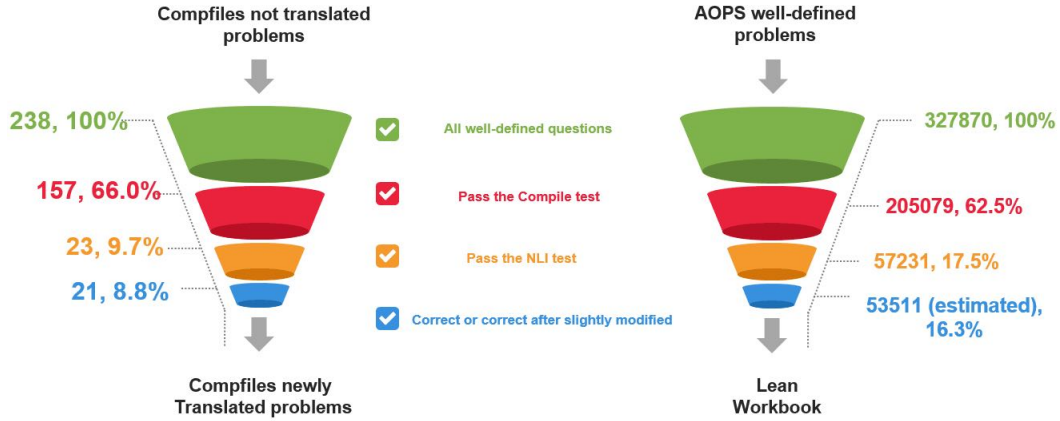 Compfiles not translated
problems
AOPS well-defined
problems
238, 100%
All well-defined questions
327870, 100%
157, 66.0%
Pass the Compile test
205079, 62.5%
23, 9.7%
Pass the NLI test
57231, 17.5%
21, 8.8%
Correct or correct after slightly modified
53511 (estimated),
16.3%
Compfiles newly
Translated problems
Lean
Workbook